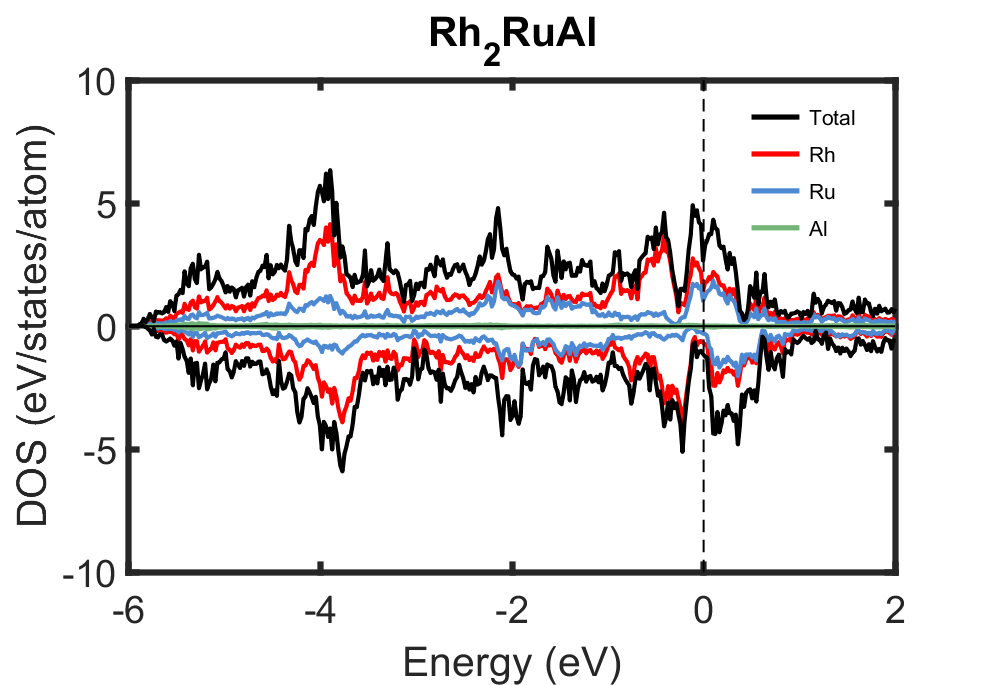 Rh₂RuAl
10
5
0
-5
-10
DOS (eV/states/atom)
Total
Rh
Ru
Al
-6 -4 -2 0 2
Energy (eV)